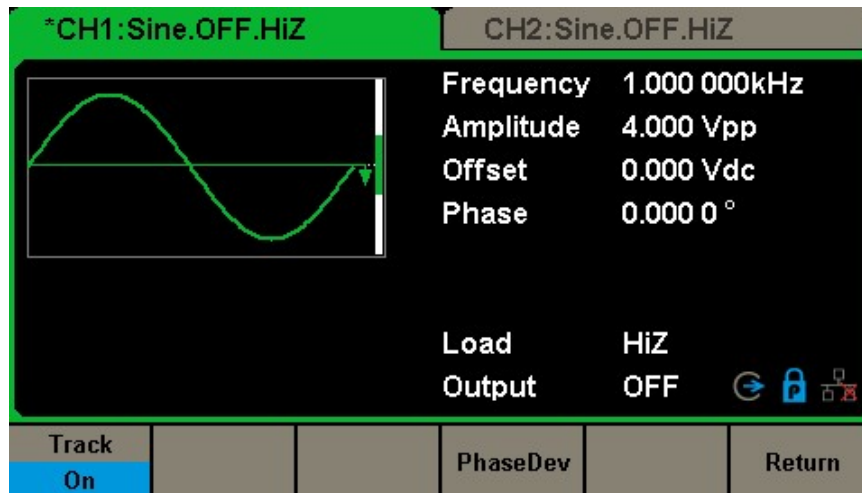 *CH1:Sine.OFF.HiZ
CH2:Sine.OFF.HiZ
Frequency 1.000 000kHz
Amplitude 4.000 Vpp
Offset 0.000 Vdc
Phase 0.000 0 °
Load HiZ
Output OFF
P
Track
On
PhaseDev
Return